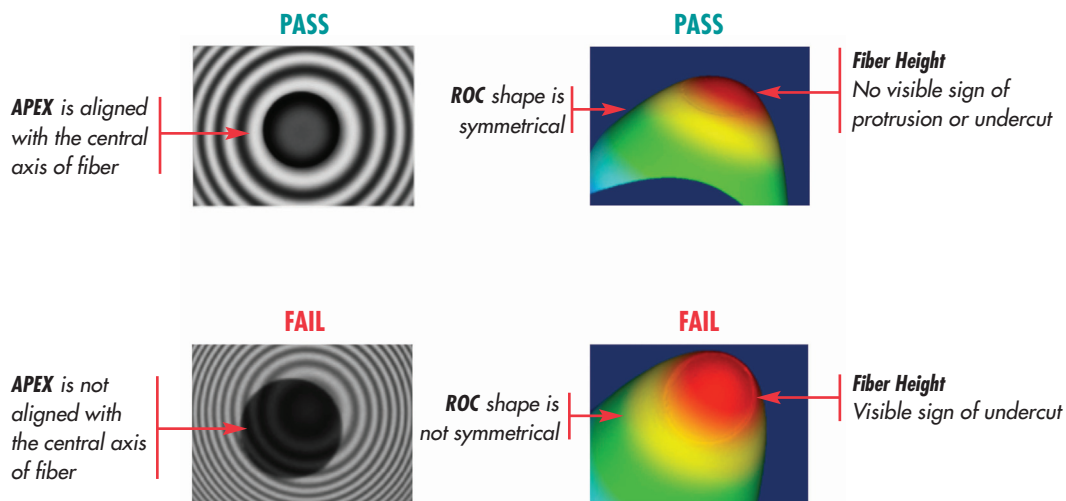 PASS
APEX is aligned
with the central
axis of fiber
PASS
ROC shape is
symmetrical
Fiber Height
No visible sign of
protrusion or undercut
FAIL
APEX is not
aligned with
the central axis
of fiber
FAIL
ROC shape is
not symmetrical
Fiber Height
Visible sign of undercut